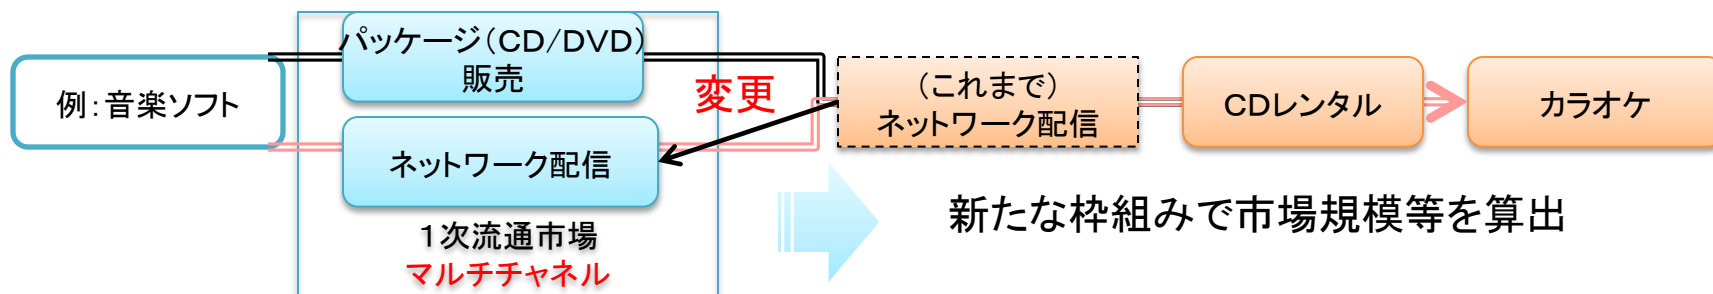 例：音楽ソフト
パッケージ（CD/DVD）
販売
ネットワーク配信
1次流通市場
マルチチャネル
変更
（これまで）
ネットワーク配信
CDレンタル
カラオケ
新たな枠組みで市場規模等を算出